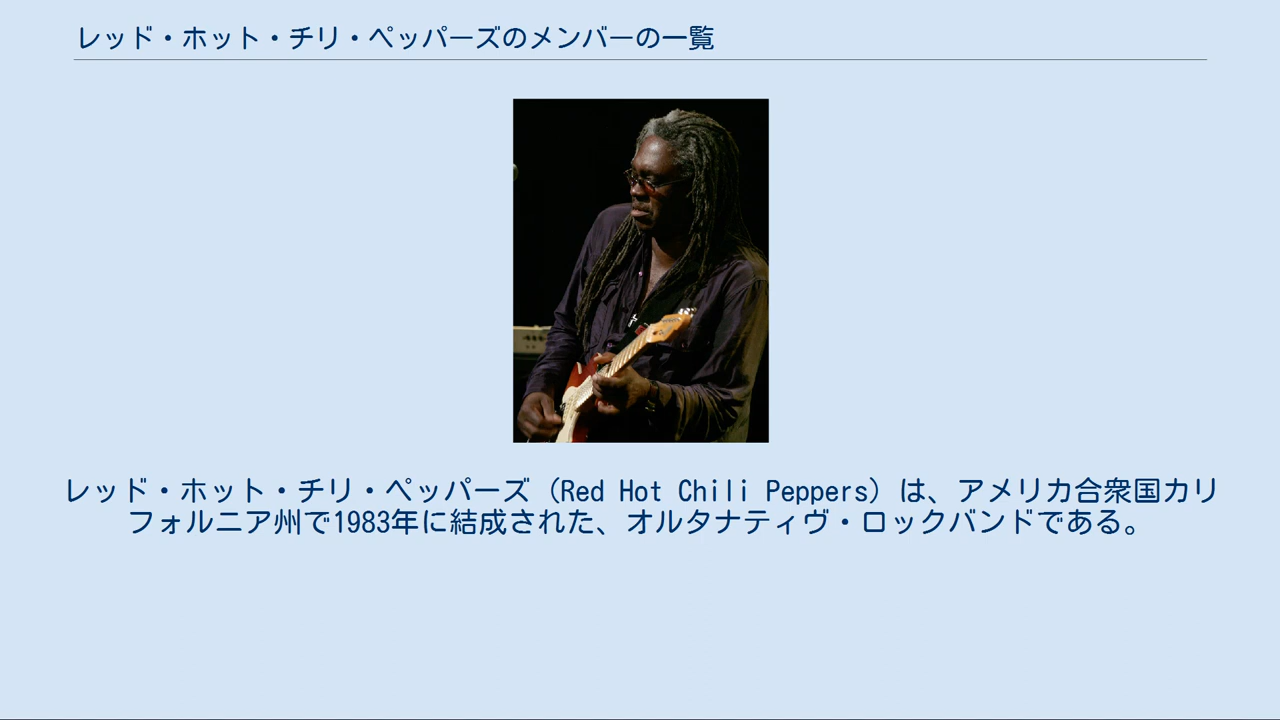 レッド・ホット・チリ・ペッパーズのメンバーの一覧
レッド・ホット・チリ・ペッパーズ（Red Hot Chili Peppers）は、アメリカ合衆国カリ
フォルニア州で1983年に結成された、オルタナティヴ・ロックバンドである。